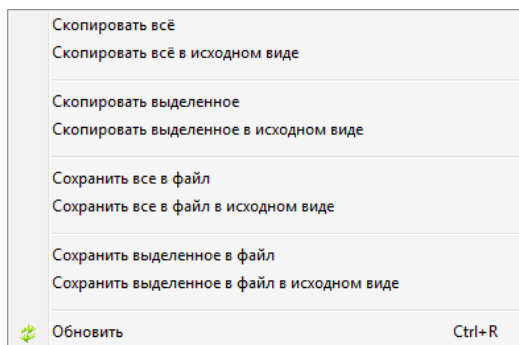 Скопировать всё
Скопировать всё в исходном виде
Скопировать выделенное
Скопировать выделенное в исходном виде
Сохранить все в файл
Сохранить все в файл в исходном виде
Сохранить выделенное в файл
Сохранить выделенное в файл в исходном виде
Обновить Ctrl+R